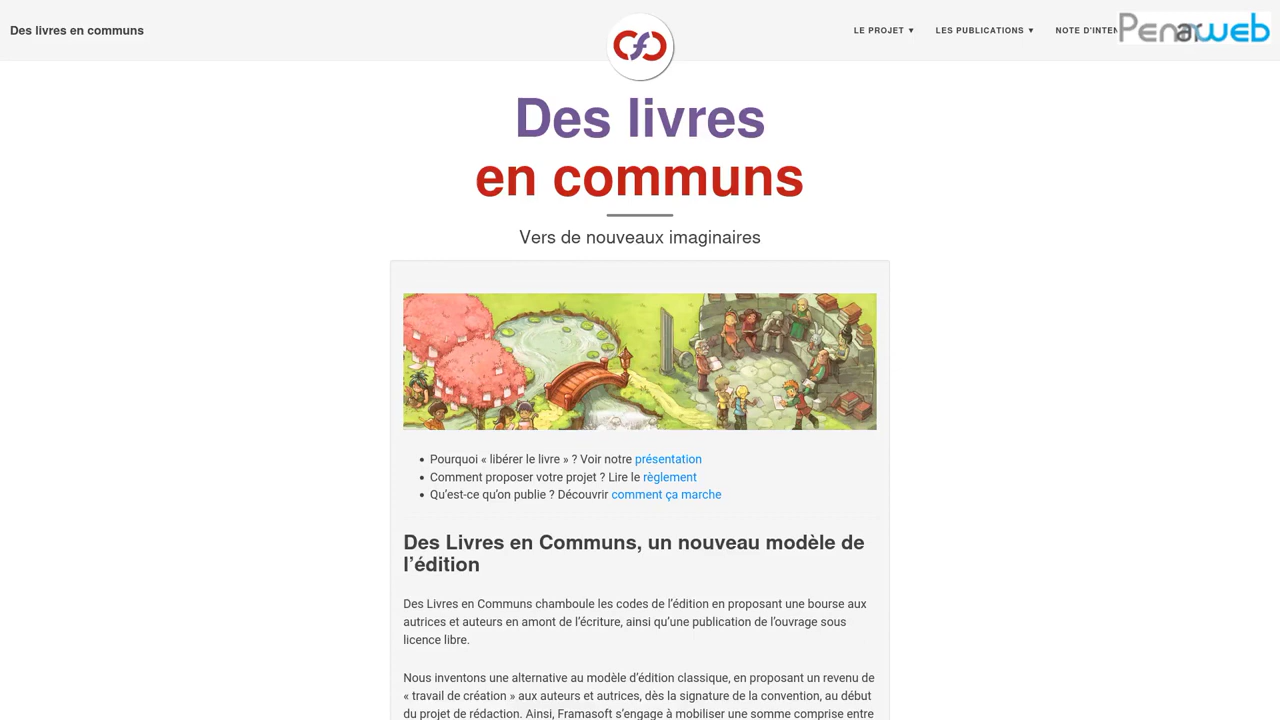 Des livres en communs
LE PROJET ▼
LES PUBLICATIONS ▼
NOTE D'INTEN
Penarweb
Des livres
en communs
Vers de nouveaux imaginaires
• Pourquoi « libérer le livre » ? Voir notre présentation
• Comment proposer votre projet ? Lire le règlement
• Qu’est-ce qu’on publie ? Découvrir comment ça marche
Des Livres en Communs, un nouveau modèle de
l’édition
Des Livres en Communs chamboule les codes de l’édition en proposant une bourse aux
autrices et auteurs en amont de l’écriture, ainsi qu’une publication de l’ouvrage sous
licence libre.
Nous inventons une alternative au modèle d’édition classique, en proposant un revenu de
« travail de création » aux auteurs et autrices, dès la signature de la convention, au début
du projet de rédaction. Ainsi, Framasoft s’engage à mobiliser une somme comprise entre